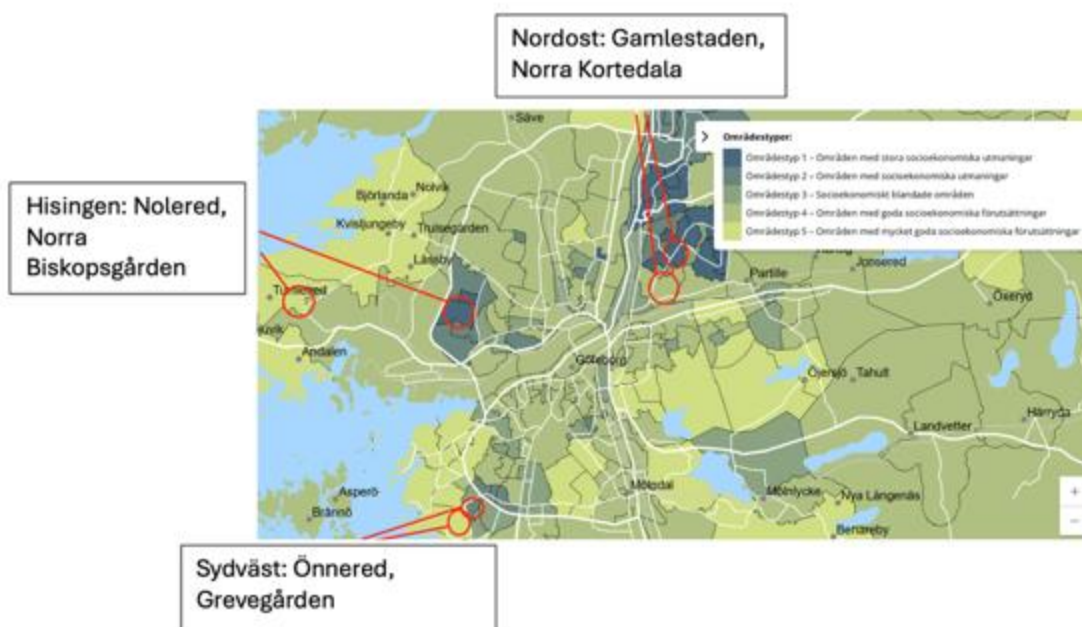 Nordost: Gamlestaden,
Norra Kortedala
Säve
Områdestyper:
Områdestyp 1 – Områden med stora socioekonomiska utmaningar
Områdestyp 2 – Områden med socioekonomiska utmaningar
Områdestyp 3 – Socioekonomiskt blandade områden
Områdestyp 4 – Områden med goda socioekonomiska förutsättningar
Områdestyp 5 – Områden med mycket goda socioekonomiska förutsättningar
Hisingen: Nolered,
Norra
Biskopsgården
Nolvik
Björlanda
Kvisljungeby
Trulsegården
Låssby
Jonsered
Partille
Öxeryd
Andalen
Göteborg
Öjersjö
Tahult
Härryda
Landvetter
Asperö
Brännö
Mölndal
Mölnlycke
Nya Långenäs
Benareby
+
–
Sydväst: Önnered,
Grevegården